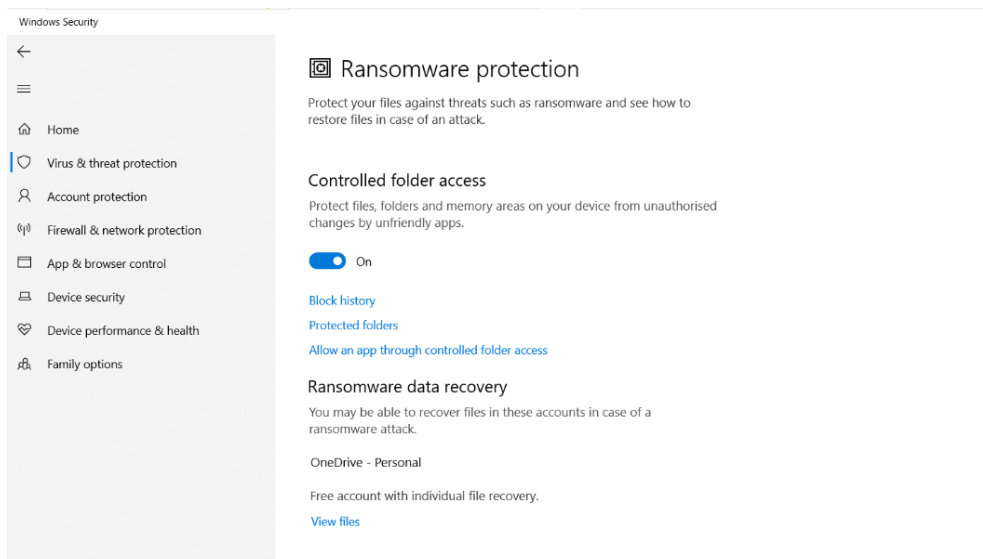 Windows Security
Home
Virus & threat protection
Account protection
Firewall & network protection
App & browser control
Device security
Device performance & health
Family options
Ransomware protection
Protect your files against threats such as ransomware and see how to
restore files in case of an attack.
Controlled folder access
Protect files, folders and memory areas on your device from unauthorised
changes by unfriendly apps.
On
Block history
Protected folders
Allow an app through controlled folder access
Ransomware data recovery
You may be able to recover files in these accounts in case of a
ransomware attack.
OneDrive - Personal
Free account with individual file recovery.
View files